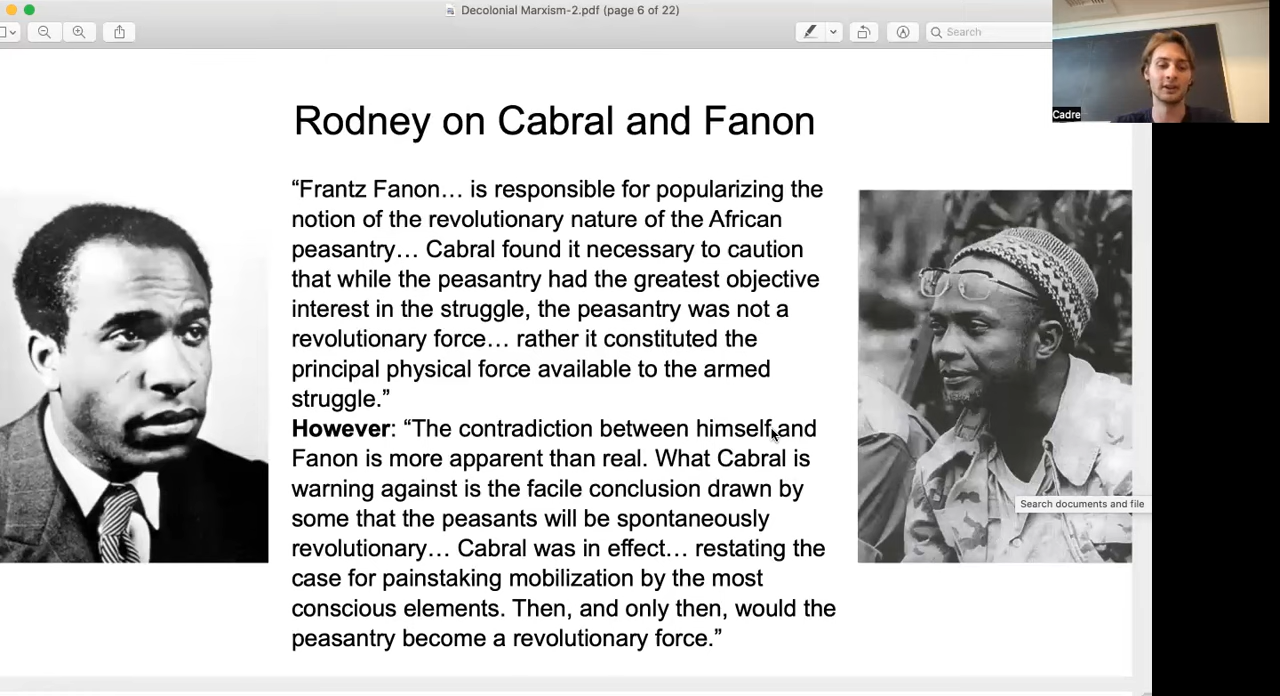 Decolonial Marxism-2.pdf (page 6 of 22)
Search
Cadre
Rodney on Cabral and Fanon
“Frantz Fanon… is responsible for popularizing the
notion of the revolutionary nature of the African
peasantry… Cabral found it necessary to caution
that while the peasantry had the greatest objective
interest in the struggle, the peasantry was not a
revolutionary force… rather it constituted the
principal physical force available to the armed
struggle.”
However: “The contradiction between himself and
Fanon is more apparent than real. What Cabral is
warning against is the facile conclusion drawn by
some that the peasants will be spontaneously
revolutionary… Cabral was in effect… restating the
case for painstaking mobilization by the most
conscious elements. Then, and only then, would the
peasantry become a revolutionary force.”
Search documents and file